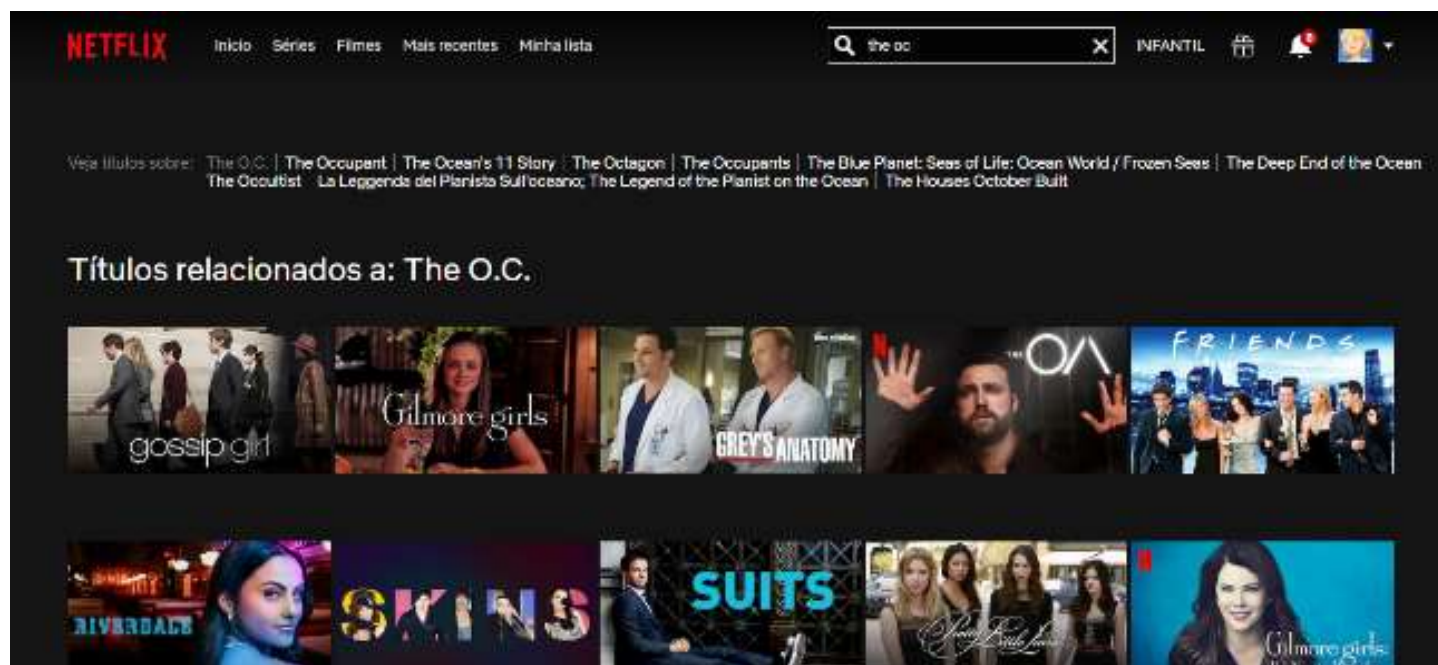 NETFLIX Início Séries Filmes Mais recentes Minha lista the oc INFANTIL
Veja títulos sobre: The O.C. | The Occupant | The Ocean's 11 Story | The Octagon | The Occupants | The Blue Planet: Seas of Life: Ocean World / Frozen Seas | The Deep End of the Ocean
The Occultist La Leggenda del Pianista Sull'oceano; The Legend of the Pianist on the Ocean | The Houses October Built
Títulos relacionados a: The O.C.
gossip girl Gilmore girls GREY'S ANATOMY THE OA FRIENDS
RIVERDALE SKINS SUITS Pretty Little Liars Gilmore girls